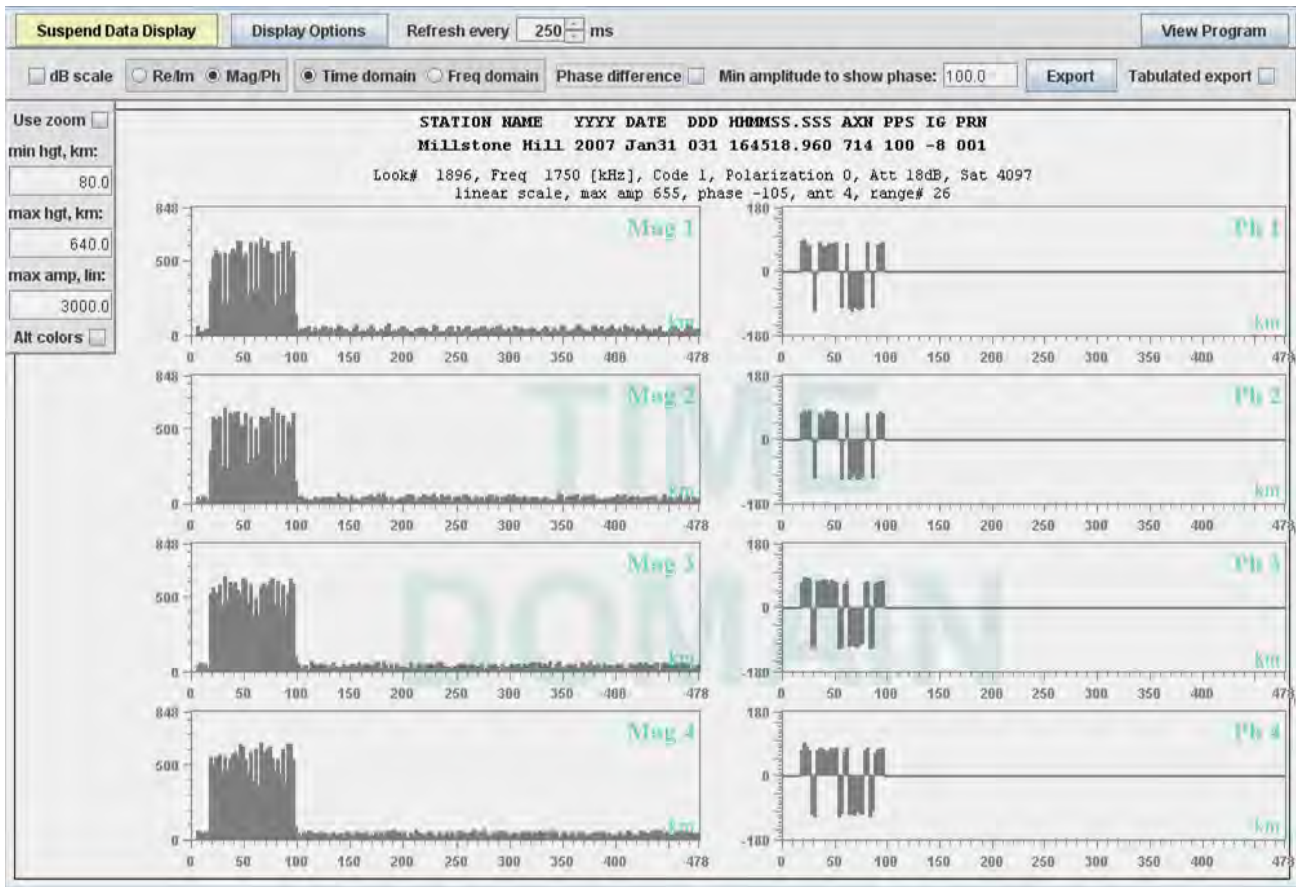 Suspend Data Display Display Options Refresh every 250 ms View Program
dB scale Re/Im Mag/Ph Time domain Freq domain Phase difference Min amplitude to show phase: 100.0 Export Tabulated export
Use zoom
min hgt, km:
80.0
max hgt, km:
640.0
max amp, lin:
3000.0
Alt colors
STATION NAME YYYY DATE DDD HHMMSS.SSS AXN PPS IG PRN
Millstone Hill 2007 Jan31 031 164518.960 714 100 -8 001
Look# 1896, Freq 1750 [kHz], Code 1, Polarization O, Att 18dB, Sat 4097
linear scale, max amp 655, phase -105, ant 4, range# 26
848 Mag 1 180 Ph 1
500 0
0 km -180 km
0 50 100 150 200 250 300 350 400 478 0 50 100 150 200 250 300 350 400 478
848 Mag 2 180 Ph 2
500 0
0 km -180 km
0 50 100 150 200 250 300 350 400 478 0 50 100 150 200 250 300 350 400 478
848 Mag 3 180 Ph 3
500 0
0 km -180 km
0 50 100 150 200 250 300 350 400 478 0 50 100 150 200 250 300 350 400 478
848 Mag 4 180 Ph 4
500 0
0 km -180 km
0 50 100 150 200 250 300 350 400 478 0 50 100 150 200 250 300 350 400 478
TIME
DOMAIN